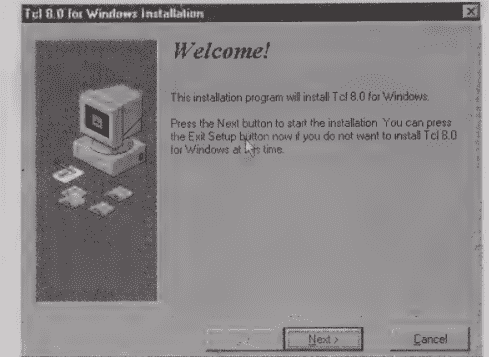 Tcl 8.0 for Windows Installation
Welcome!
This installation program will install Tcl 8.0 for Windows.
Press the Next button to start the installation. You can press
the Exit Setup button now if you do not want to install Tcl 8.0
for Windows at this time.
Next >
Cancel